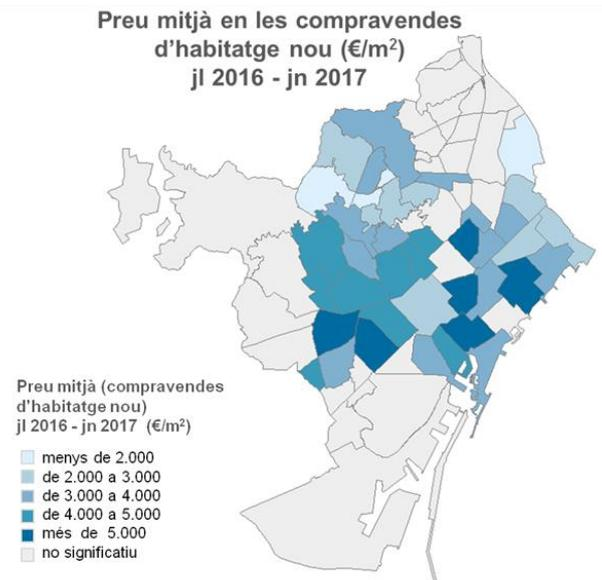 Preu mitjà en les compravendes
d'habitatge nou (€/m²)
jl 2016 - jn 2017
Preu mitjà (compravendes
d'habitatge nou)
jl 2016 - jn 2017 (€/m²)
menys de 2.000
de 2.000 a 3.000
de 3.000 a 4.000
de 4.000 a 5.000
més de 5.000
no significatiu